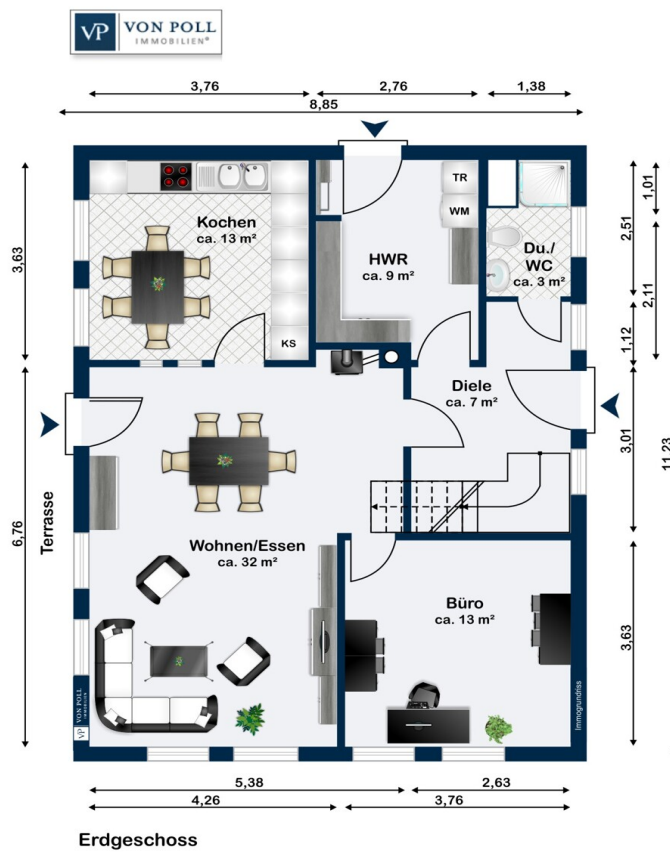 VP VON POLL
IMMOBILIEN®
3,76
2,76
1,38
8,85
TR
WM
Kochen
ca. 13 m²
HWR
ca. 9 m²
Du./
WC
ca. 3 m²
KS
3,63
1,01
2,51
2,11
1,12
Diele
ca. 7 m²
3,01
11,23
Terrasse
6,76
Wohnen/Essen
ca. 32 m²
Büro
ca. 13 m²
3,63
VP VON POLL
IMMOBILIEN
Immogrundriss
5,38
2,63
4,26
3,76
Erdgeschoss